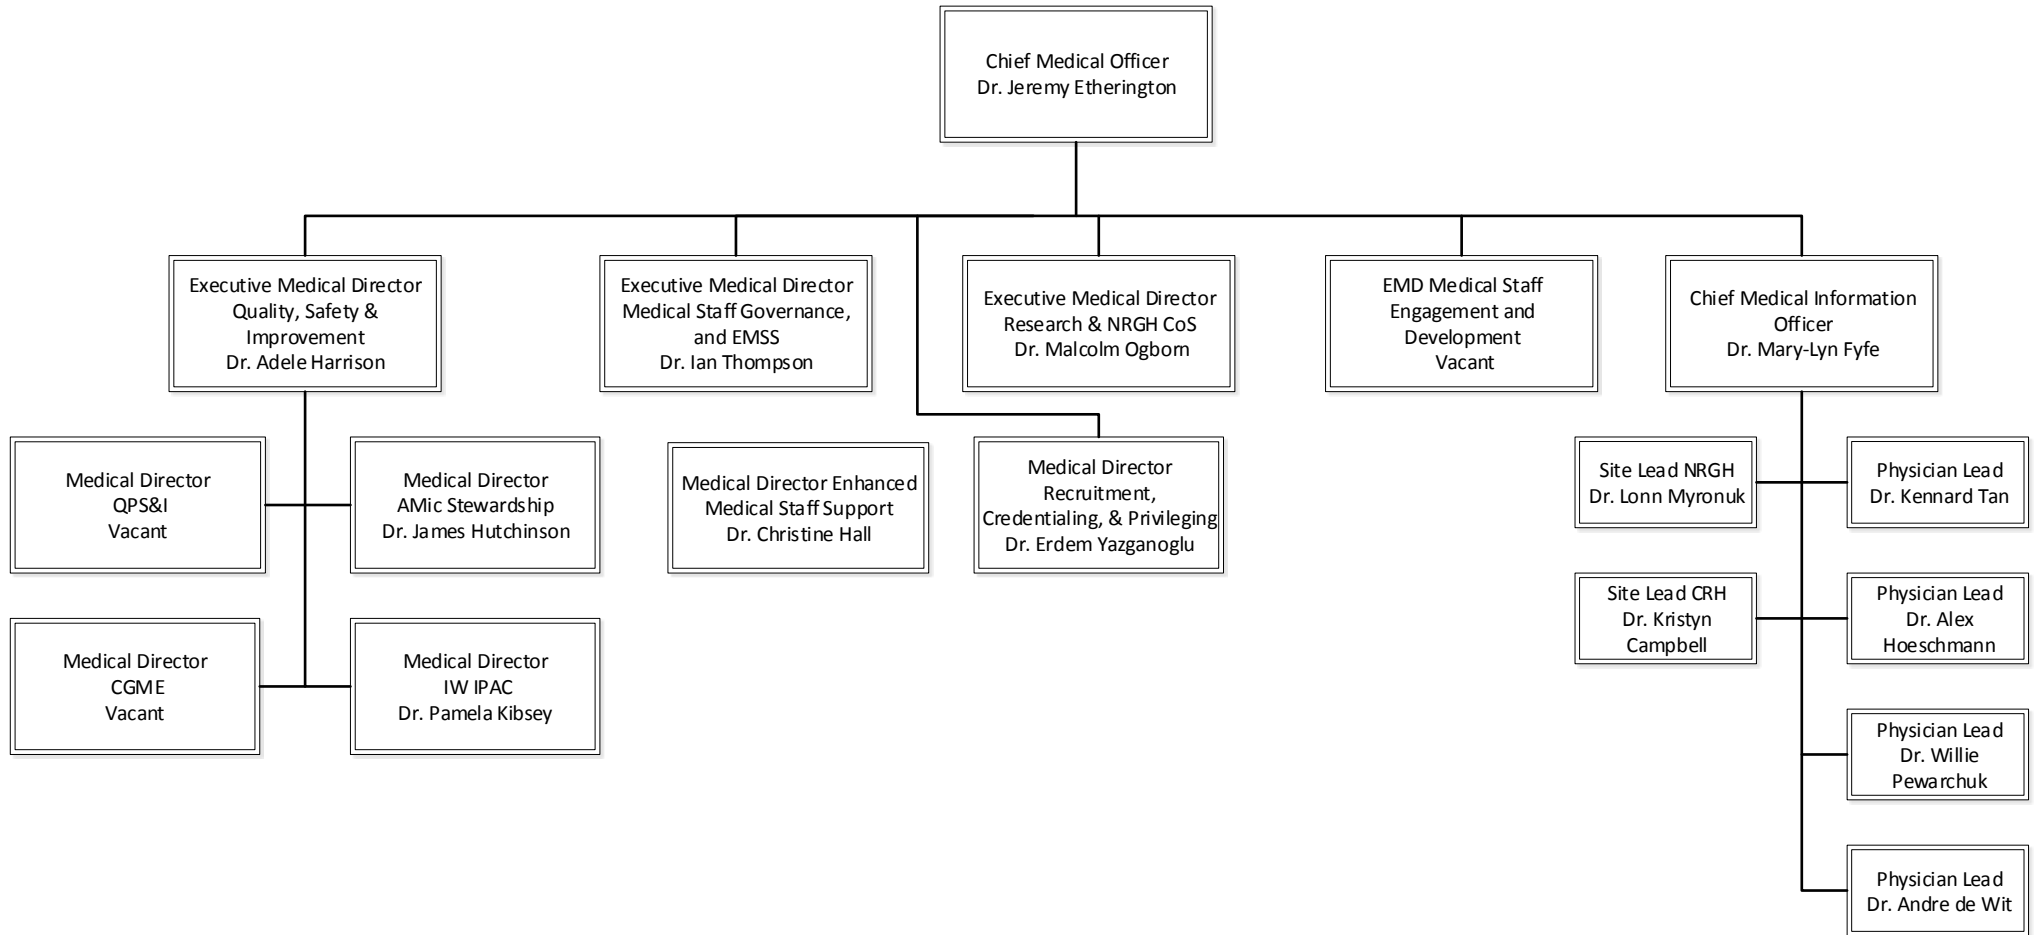 Chief Medical Officer
Dr. Jeremy Etherington
Executive Medical Director
Quality, Safety &
Improvement
Dr. Adele Harrison
Executive Medical Director
Medical Staff Governance,
and EMSS
Dr. Ian Thompson
Executive Medical Director
Research & NRGH CoS
Dr. Malcolm Ogborn
EMD Medical Staff
Engagement and
Development
Vacant
Chief Medical Information
Officer
Dr. Mary-Lyn Fyfe
Medical Director
QPS&I
Vacant
Medical Director
AMic Stewardship
Dr. James Hutchinson
Medical Director Enhanced
Medical Staff Support
Dr. Christine Hall
Medical Director
Recruitment,
Credentialing, & Privileging
Dr. Erdem Yazganoglu
Site Lead NRGH
Dr. Lonn Myronuk
Physician Lead
Dr. Kennard Tan
Site Lead CRH
Dr. Kristyn
Campbell
Physician Lead
Dr. Alex
Hoeschmann
Medical Director
CGME
Vacant
Medical Director
IW IPAC
Dr. Pamela Kibsey
Physician Lead
Dr. Willie
Pewarchuk
Physician Lead
Dr. Andre de Wit